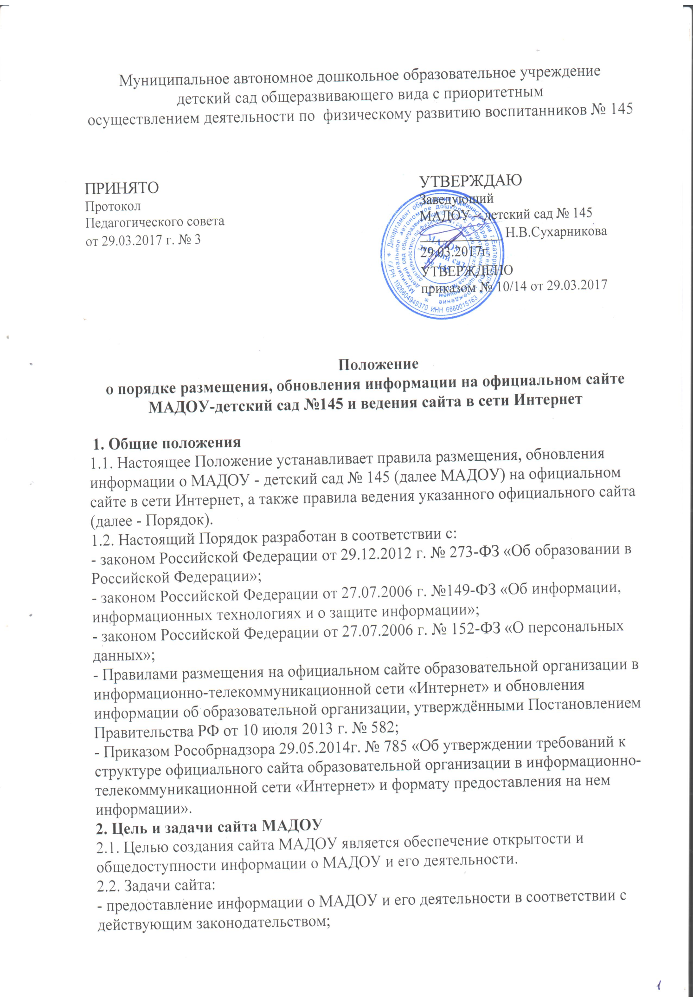 Муниципальное автономное дошкольное образовательное учреждение
детский сад общеразвивающего вида с приоритетным
осуществлением деятельности по физическому развитию воспитанников № 145
ПРИНЯТО
Протокол
Педагогического совета
от 29.03.2017 г. № 3
УТВЕРЖДАЮ
Заведующий
МАДОУ – детский сад № 145
____________ Н.В.Сухарникова
29.03.2017г.
УТВЕРЖДЕНО
приказом № 10/14 от 29.03.2017
Департамент образования Администрации г.Екатеринбурга
ОГРН 1026604949370 ИНН 6660015163
Муниципальное автономное дошкольное образовательное учреждение
детский сад общеразвивающего вида с приоритетным осуществлением
деятельности по физическому развитию воспитанников № 145
МАДОУ -
детский сад
№ 145
Положение
о порядке размещения, обновления информации на официальном сайте
МАДОУ-детский сад №145 и ведения сайта в сети Интернет
1. Общие положения
1.1. Настоящее Положение устанавливает правила размещения, обновления
информации о МАДОУ - детский сад № 145 (далее МАДОУ) на официальном
сайте в сети Интернет, а также правила ведения указанного официального сайта
(далее - Порядок).
1.2. Настоящий Порядок разработан в соответствии с:
- законом Российской Федерации от 29.12.2012 г. № 273-ФЗ «Об образовании в
Российской Федерации»;
- законом Российской Федерации от 27.07.2006 г. №149-ФЗ «Об информации,
информационных технологиях и о защите информации»;
- законом Российской Федерации от 27.07.2006 г. № 152-ФЗ «О персональных
данных»;
- Правилами размещения на официальном сайте образовательной организации в
информационно-телекоммуникационной сети «Интернет» и обновления
информации об образовательной организации, утверждёнными Постановлением
Правительства РФ от 10 июля 2013 г. № 582;
- Приказом Рособрнадзора 29.05.2014г. № 785 «Об утверждении требований к
структуре официального сайта образовательной организации в информационно-
телекоммуникационной сети «Интернет» и формату предоставления на нем
информации».
2. Цель и задачи сайта МАДОУ
2.1. Целью создания сайта МАДОУ является обеспечение открытости и
общедоступности информации о МАДОУ и его деятельности.
2.2. Задачи сайта:
- предоставление информации о МАДОУ и его деятельности в соответствии с
действующим законодательством;
1